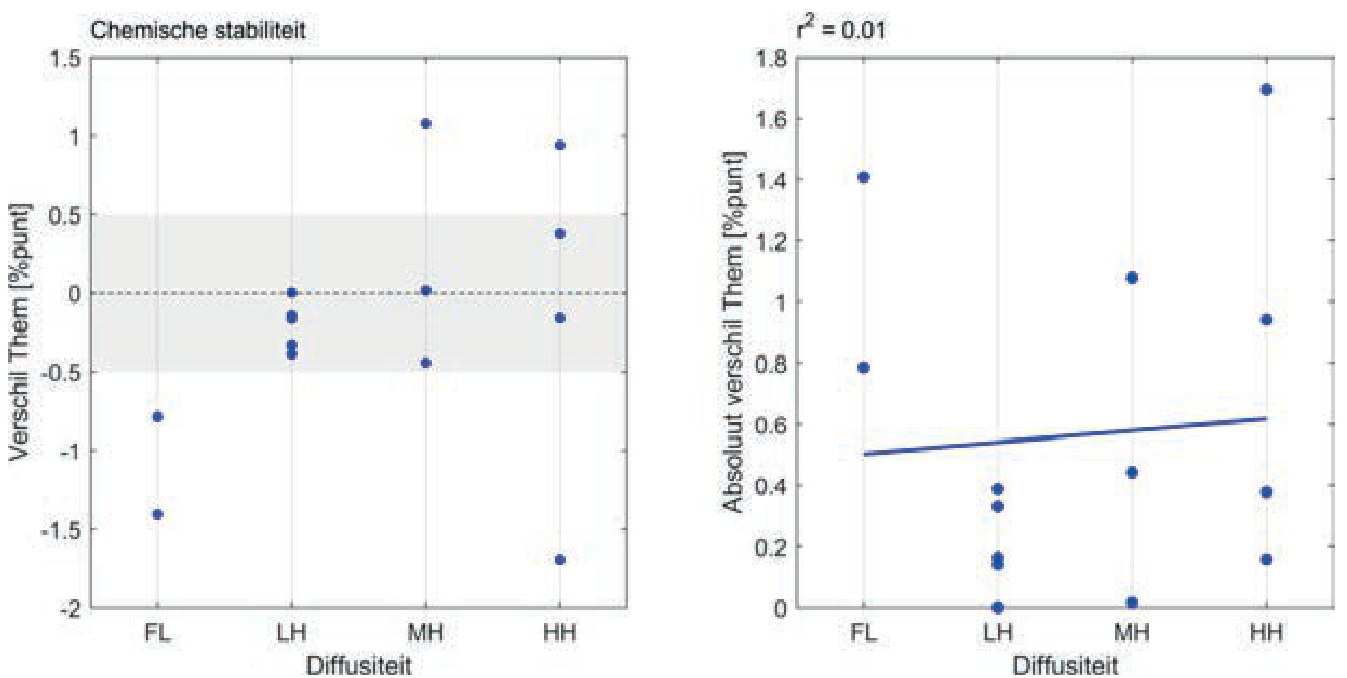 Chemische stabiliteit
1.5
1
0.5
0
-0.5
-1
-1.5
-2
Verschil Them [%punt]
FL LH MH HH
Diffusiteit
r² = 0.01
1.8
1.6
1.4
1.2
1
0.8
0.6
0.4
0.2
0
Absoluut verschil Them [%punt]
FL LH MH HH
Diffusiteit